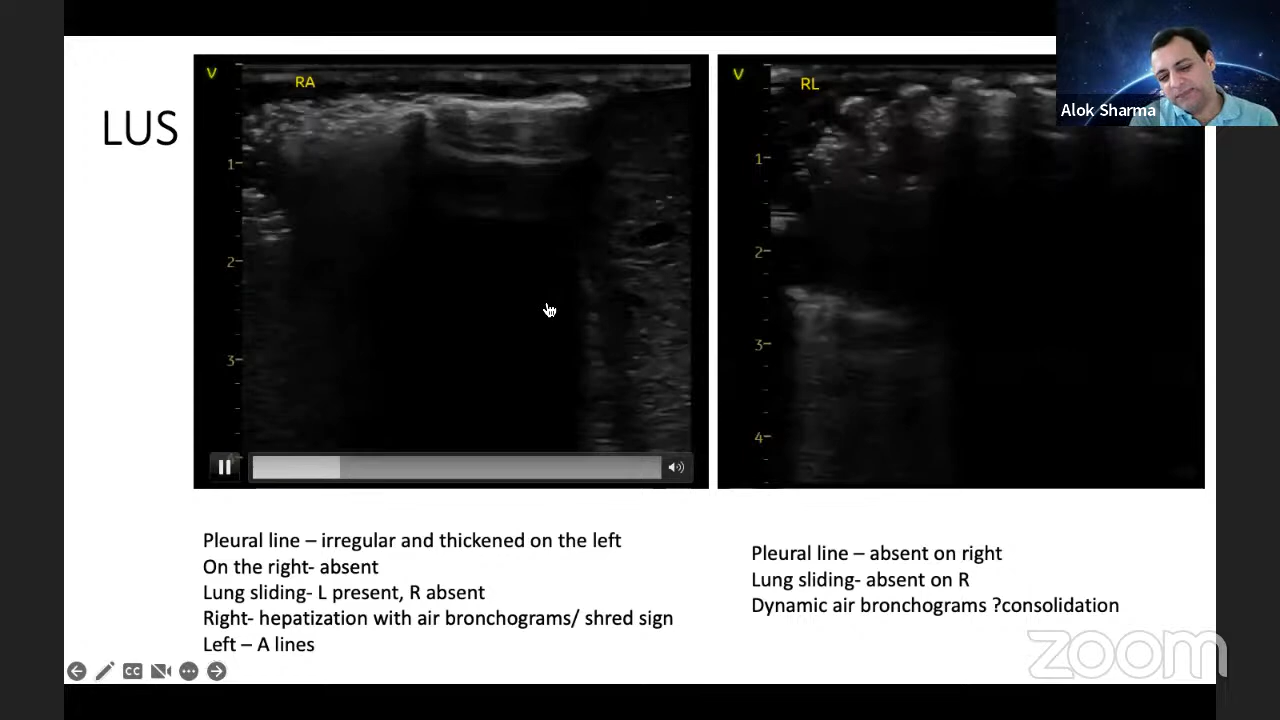 LUS
V
RA
1
2
3
V
RL
1
2
3
4
Alok Sharma
Pleural line – irregular and thickened on the left
On the right- absent
Lung sliding- L present, R absent
Right- hepatization with air bronchograms/ shred sign
Left – A lines
Pleural line – absent on right
Lung sliding- absent on R
Dynamic air bronchograms ?consolidation
CC
zoom